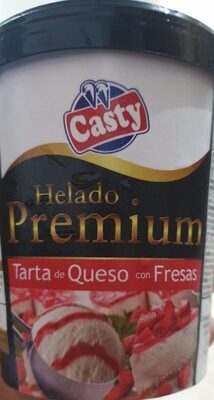 Casty
Helado
Premium
Tarta de Queso con Fresas